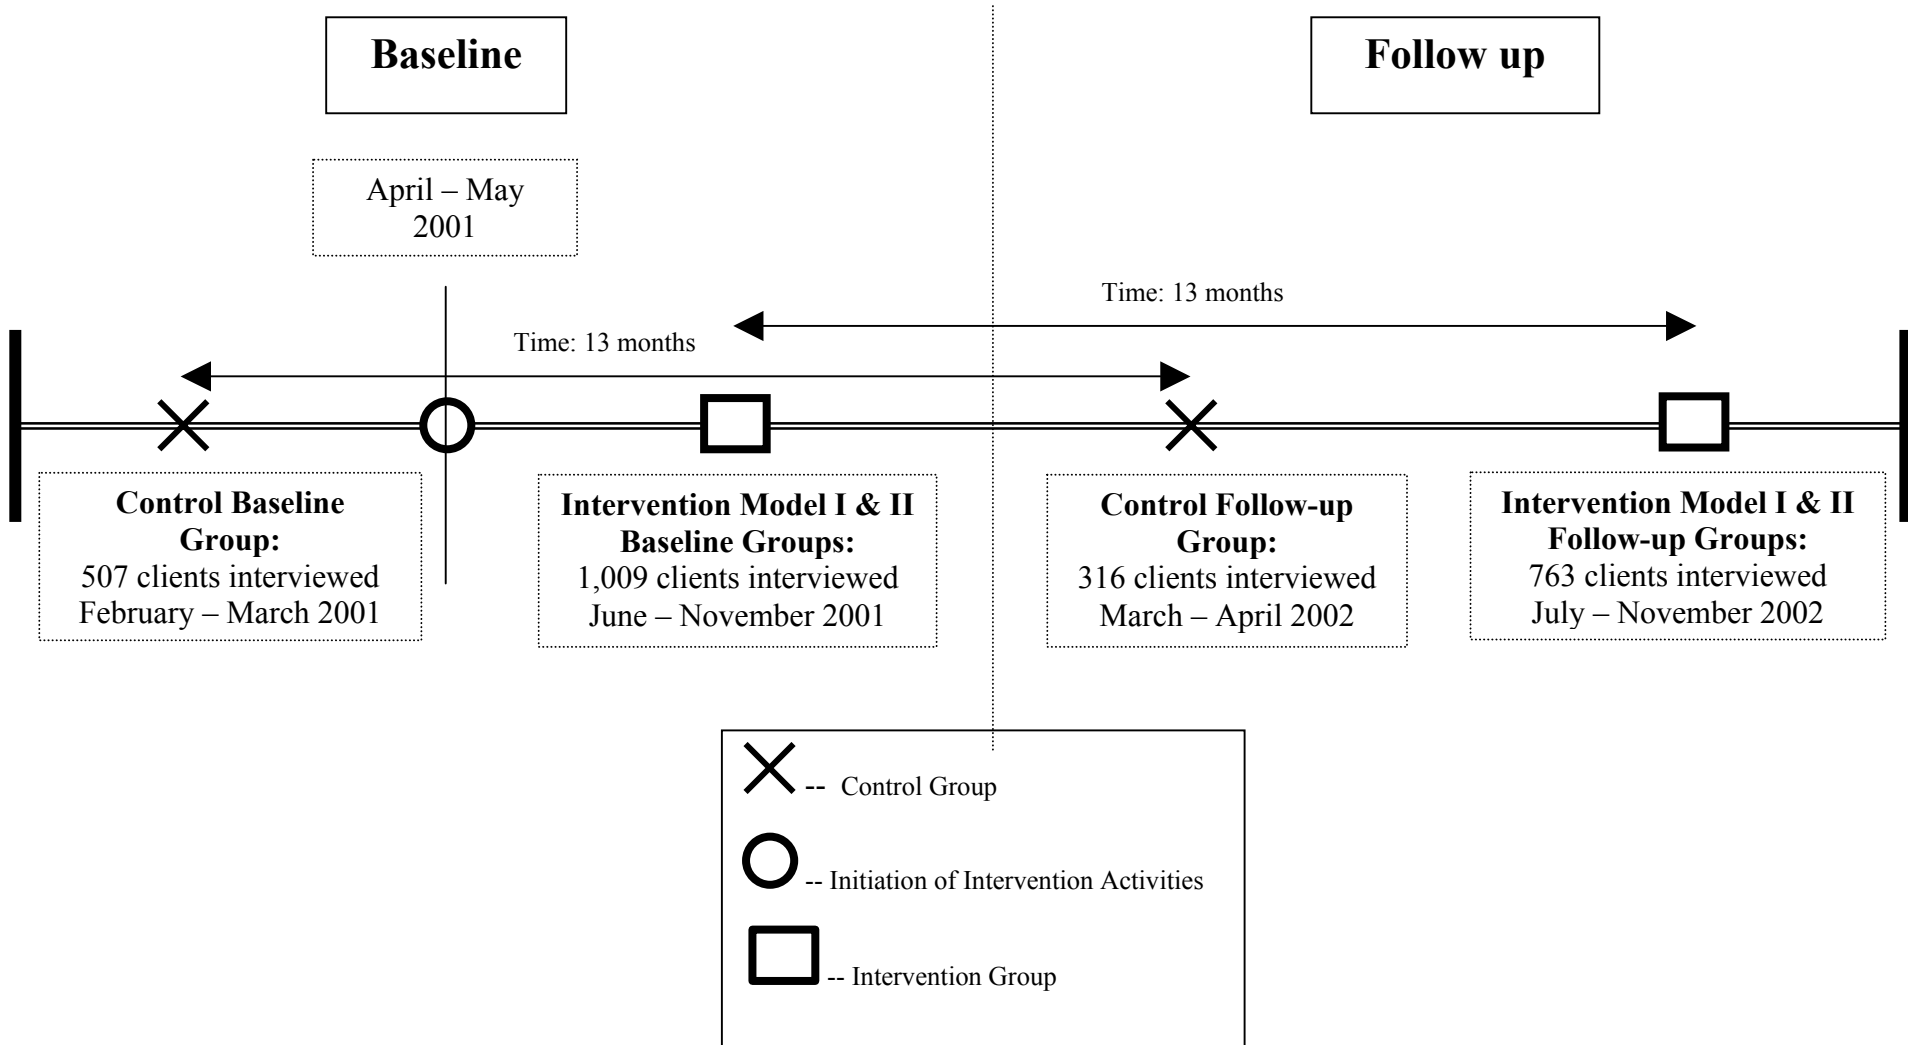 Baseline
Follow up
April – May
2001
Time: 13 months
Time: 13 months
Control Baseline
Group:
507 clients interviewed
February – March 2001
Intervention Model I & II
Baseline Groups:
1,009 clients interviewed
June – November 2001
Control Follow-up
Group:
316 clients interviewed
March – April 2002
Intervention Model I & II
Follow-up Groups:
763 clients interviewed
July – November 2002
-- Control Group
-- Initiation of Intervention Activities
-- Intervention Group